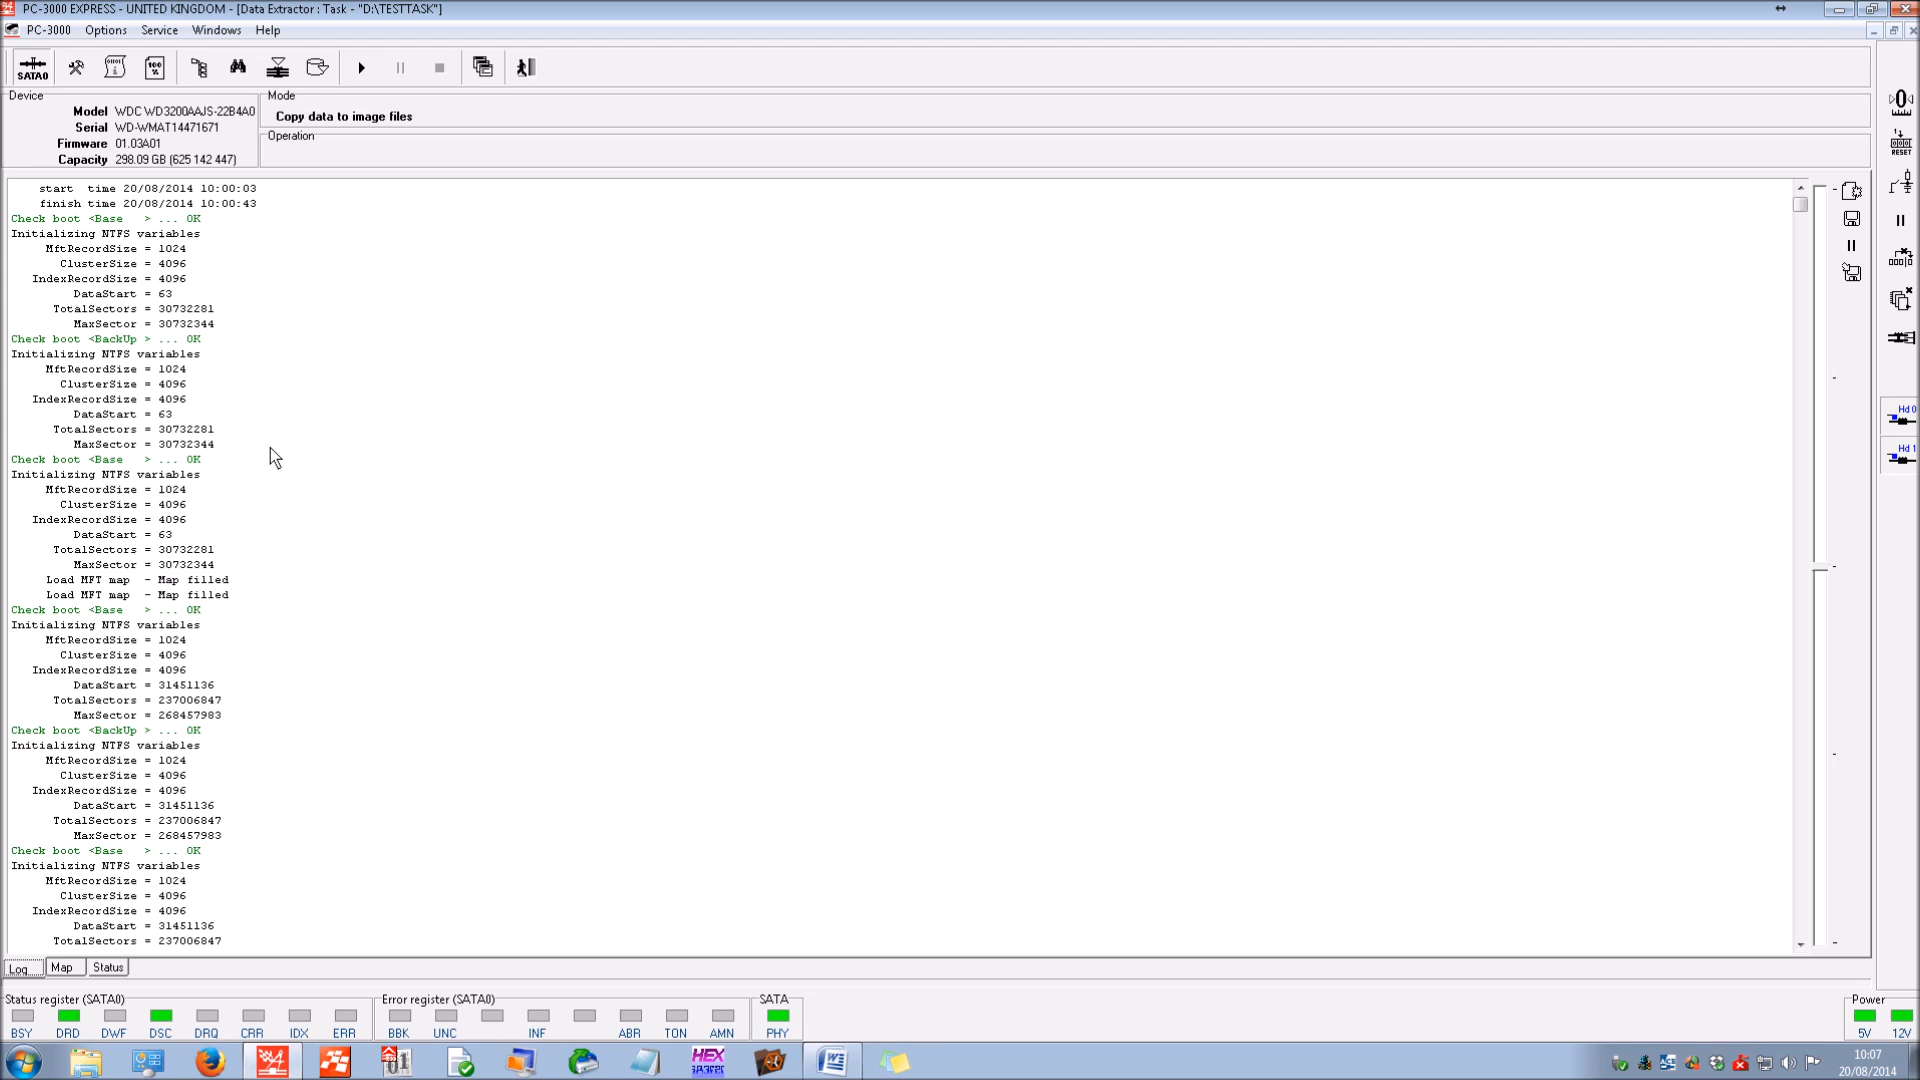 PC-3000 EXPRESS - UNITED KINGDOM - [Data Extractor : Task - "D:\TESTTASK"]
PC-3000 Options Service Windows Help
SATA0
Device
Model WDC WD3200AAJS-22B4A0
Serial WD-WMAT14471671
Firmware 01.03A01
Capacity 298.09 GB (625 142 447)
Mode
Copy data to image files
Operation
start time 20/08/2014 10:00:03
finish time 20/08/2014 10:00:43
Check boot <Base > ... OK
Initializing NTFS variables
MftRecordSize = 1024
ClusterSize = 4096
IndexRecordSize = 4096
DataStart = 63
TotalSectors = 30732281
MaxSector = 30732344
Check boot <BackUp > ... OK
Initializing NTFS variables
MftRecordSize = 1024
ClusterSize = 4096
IndexRecordSize = 4096
DataStart = 63
TotalSectors = 30732281
MaxSector = 30732344
Check boot <Base > ... OK
Initializing NTFS variables
MftRecordSize = 1024
ClusterSize = 4096
IndexRecordSize = 4096
DataStart = 63
TotalSectors = 30732281
MaxSector = 30732344
Load MFT map - Map filled
Load MFT map - Map filled
Check boot <Base > ... OK
Initializing NTFS variables
MftRecordSize = 1024
ClusterSize = 4096
IndexRecordSize = 4096
DataStart = 31451136
TotalSectors = 237006847
MaxSector = 268457983
Check boot <BackUp > ... OK
Initializing NTFS variables
MftRecordSize = 1024
ClusterSize = 4096
IndexRecordSize = 4096
DataStart = 31451136
TotalSectors = 237006847
MaxSector = 268457983
Check boot <Base > ... OK
Initializing NTFS variables
MftRecordSize = 1024
ClusterSize = 4096
IndexRecordSize = 4096
DataStart = 31451136
TotalSectors = 237006847
RESET
Hd 0
Hd 1
Log Map Status
Status register (SATA0)
BSY DRD DWF DSC DRQ CRR IDX ERR
Error register (SATA0)
BBK UNC INF ABR TON AMN
SATA
PHY
Power
5V 12V
HEX
10:07
20/08/2014